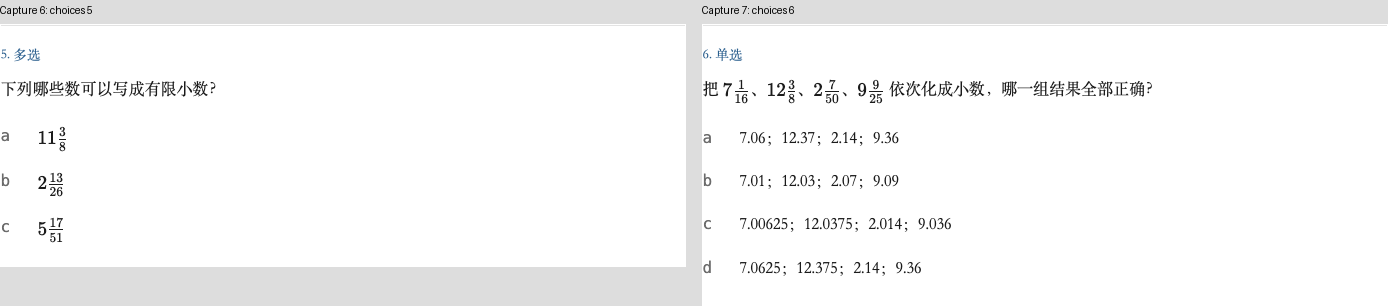 Capture 6: choices 5
5. 多选
下列哪些数可以写成有限小数？
a 11 3/8
b 2 13/26
c 5 17/51
Capture 7: choices 6
6. 单选
把 7 1/16、12 3/8、2 7/50、9 9/25 依次化成小数，哪一组结果全部正确？
a 7.06；12.37；2.14；9.36
b 7.01；12.03；2.07；9.09
c 7.00625；12.0375；2.014；9.036
d 7.0625；12.375；2.14；9.36